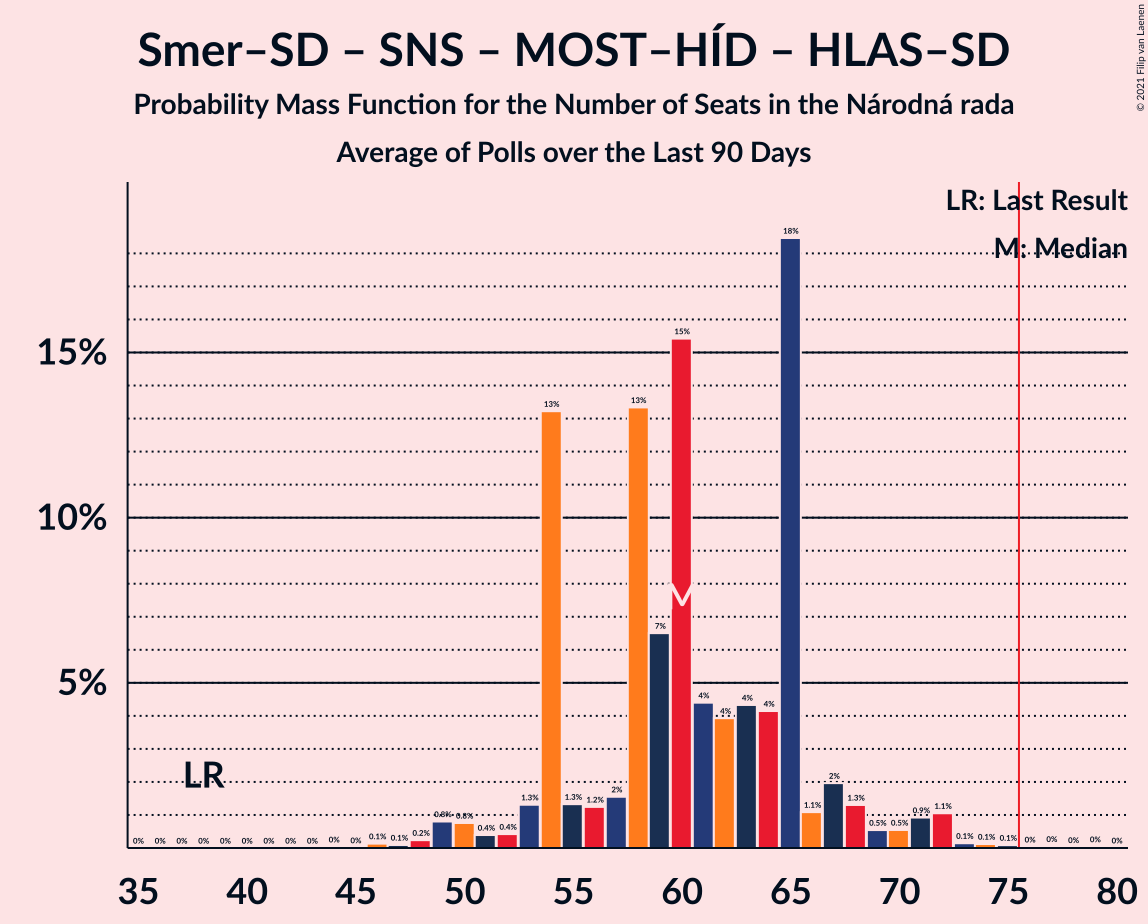 Smer–SD – SNS – MOST–HÍD – HLAS–SD
Probability Mass Function for the Number of Seats in the Národná rada
Average of Polls over the Last 90 Days
© 2021 Filip van Laenen
LR: Last Result
M: Median
15%
10%
5%
LR
M
0% 0% 0% 0% 0% 0% 0% 0% 0% 0% 0% 0.1% 0.1% 0.2% 0.8% 0.8% 0.4% 0.4% 1.3% 13% 1.3% 1.2% 2% 13% 7% 15% 4% 4% 4% 4% 18% 1.1% 2% 1.3% 0.5% 0.5% 0.9% 1.1% 0.1% 0.1% 0.1% 0% 0% 0% 0% 0%
35 40 45 50 55 60 65 70 75 80